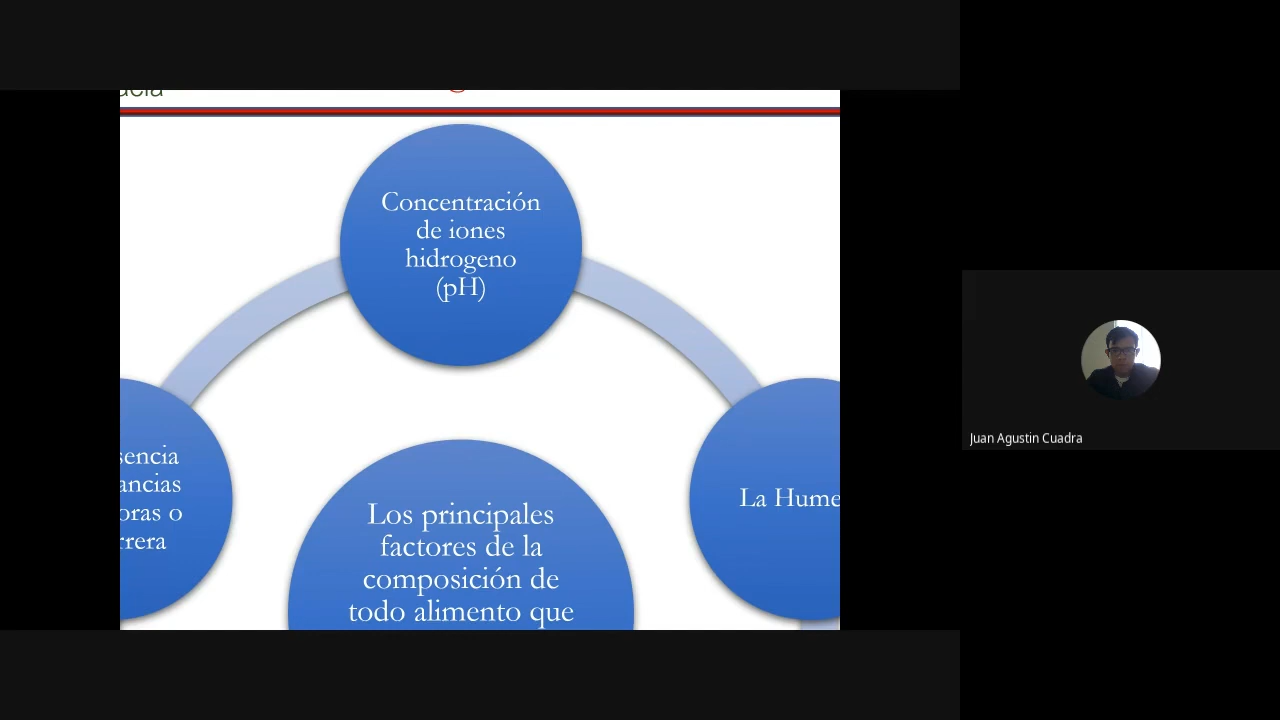 Concentración
de iones
hidrogeno
(pH)
sencia
ancias
oras o
rrera
Los principales
factores de la
composición de
todo alimento que
La Hume
Juan Agustin Cuadra